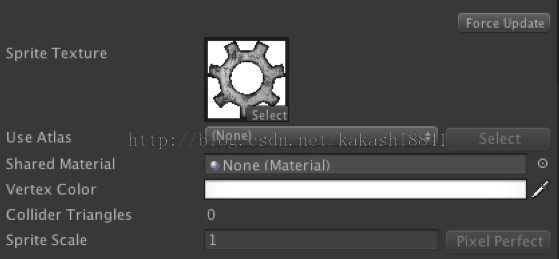 Force Update
Sprite Texture
Select
Use Atlas (None) Select
http://blog.csdn.net/kakashi8841
Shared Material None (Material)
Vertex Color
Collider Triangles 0
Sprite Scale 1 Pixel Perfect